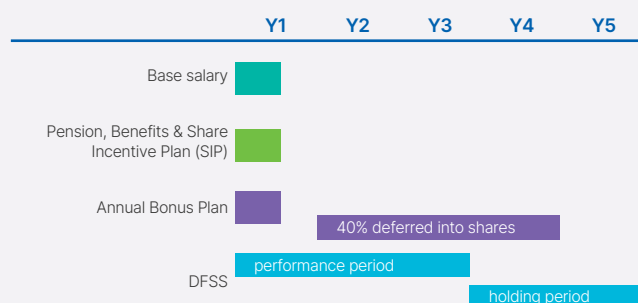 Y1 Y2 Y3 Y4 Y5
Base salary
Pension, Benefits & Share
Incentive Plan (SIP)
Annual Bonus Plan
40% deferred into shares
performance period
DFSS
holding period